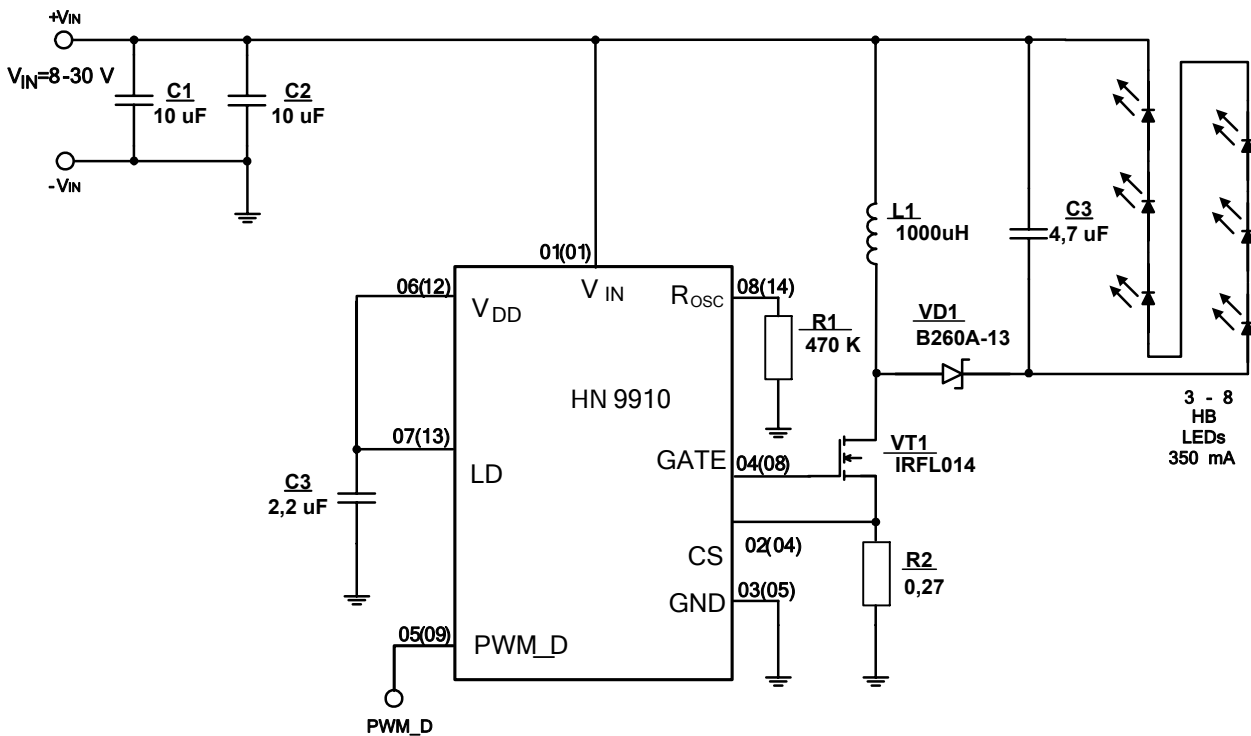 +VIN
VIN=8-30 V
C1
10 uF
C2
10 uF
-VIN
L1
1000uH
C3
4,7 uF
01(01)
06(12)
VDD
VIN
ROSC
08(14)
R1
470 K
VD1
B260A-13
HN 9910
3 - 8
HB
LEDs
350 mA
07(13)
LD
GATE
04(08)
VT1
IRFL014
C3
2,2 uF
CS
02(04)
R2
0,27
GND
03(05)
05(09)
PWM_D
PWM_D